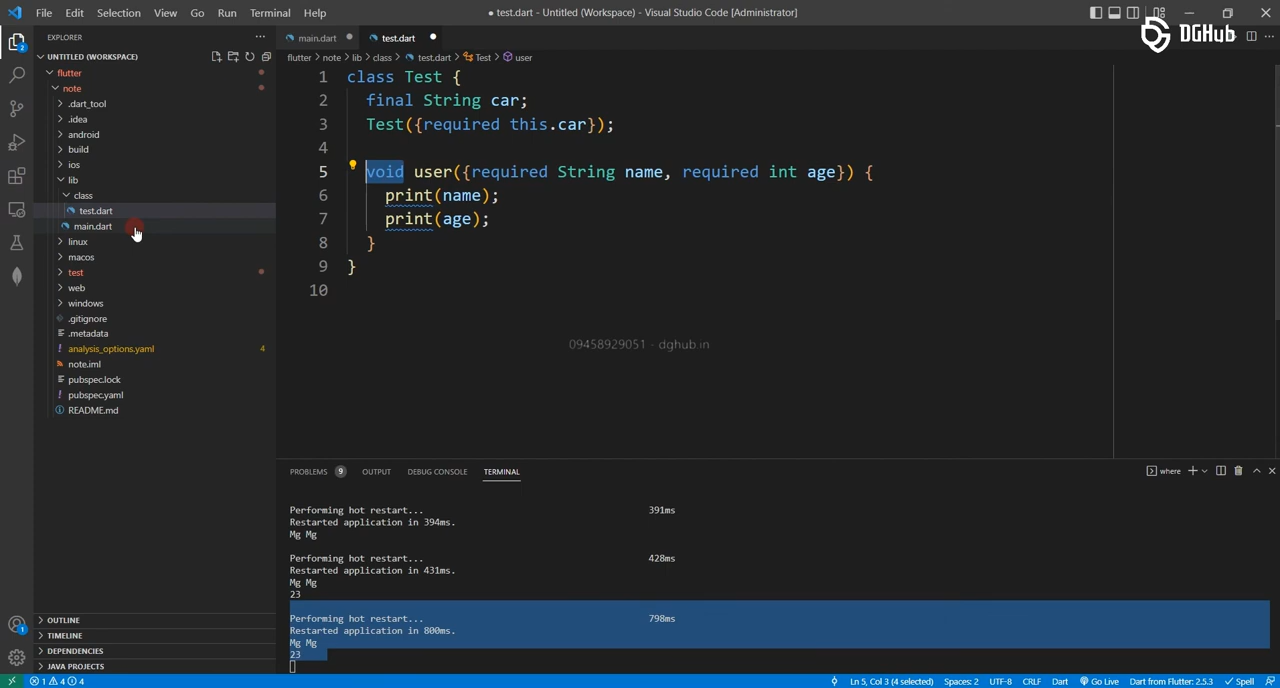 File Edit Selection View Go Run Terminal Help
● test.dart - Untitled (Workspace) - Visual Studio Code [Administrator]
DGHub
EXPLORER
main.dart
test.dart
UNTITLED (WORKSPACE)
flutter > note > lib > class > test.dart > Test > user
flutter
note
.dart_tool
.idea
android
build
ios
lib
class
test.dart
main.dart
linux
macos
test
web
windows
.gitignore
.metadata
analysis_options.yaml 4
note.iml
pubspec.lock
pubspec.yaml
README.md
OUTLINE
TIMELINE
DEPENDENCIES
JAVA PROJECTS
1 class Test {
2 final String car;
3 Test({required this.car});
4
5 void user({required String name, required int age}) {
6 print(name);
7 print(age);
8 }
9 }
10
09458929051 - dghub.in
PROBLEMS 9 OUTPUT DEBUG CONSOLE TERMINAL
where
Performing hot restart... 391ms
Restarted application in 394ms.
Mg Mg
Performing hot restart... 428ms
Restarted application in 431ms.
Mg Mg
23
Performing hot restart... 798ms
Restarted application in 800ms.
Mg Mg
23
1 4 4
Ln 5, Col 3 (4 selected) Spaces: 2 UTF-8 CRLF Dart Go Live Dart from Flutter: 2.5.3 Spell